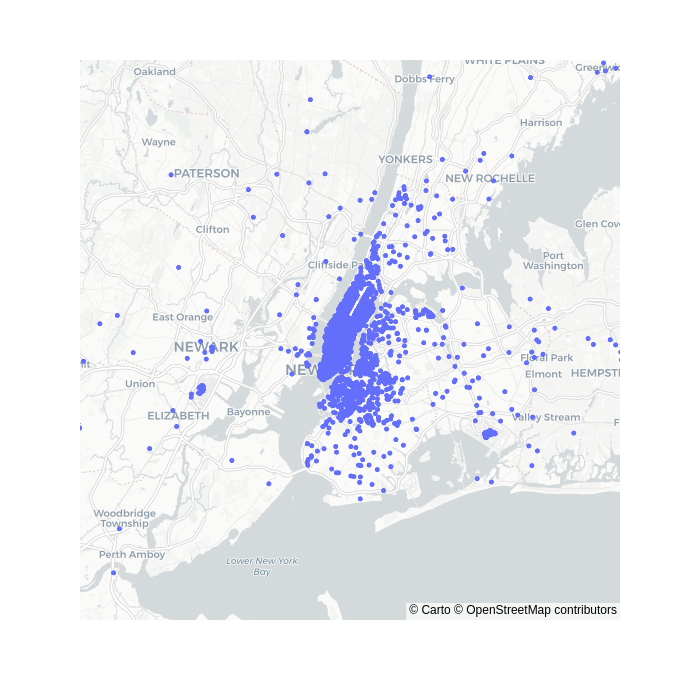 WHITE PLAINS
Oakland
Dobbs Ferry
Harrison
Wayne
YONKERS
PATERSON
NEW ROCHELLE
Clifton
Glen Cov
Port
Washington
Cliffside Pa
East Orange
NEWARK
Floral Park
NEW
Elmont
HEMPST
Union
Bayonne
ELIZABETH
Valley Stream
Woodbridge
Township
Perth Amboy
Lower New York
Bay
© Carto © OpenStreetMap contributors